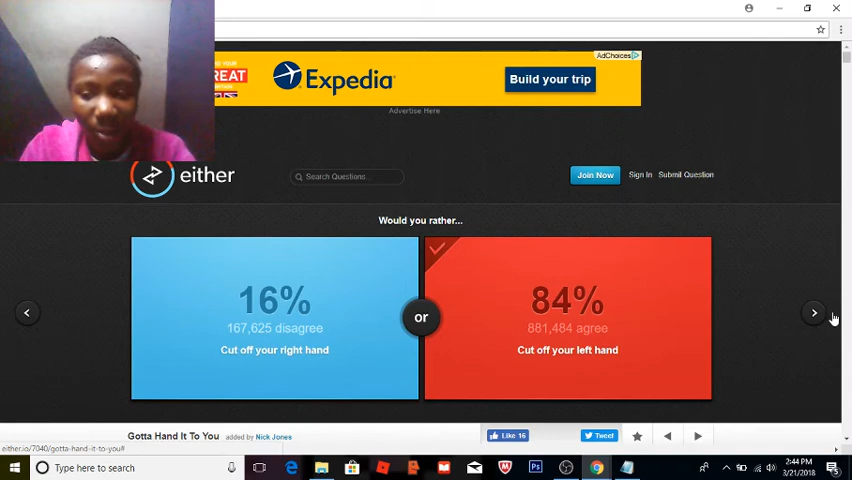 REAT
Expedia
Build your trip
AdChoices
Advertise Here
either
Search Questions...
Join Now
Sign In
Submit Question
Would you rather...
16%
167,625 disagree
Cut off your right hand
or
84%
881,484 agree
Cut off your left hand
Gotta Hand It To You
added by Nick Jones
Like 16
Tweet
either.io/7040/gotta-hand-it-to-you#
Type here to search
2:44 PM
3/21/2018